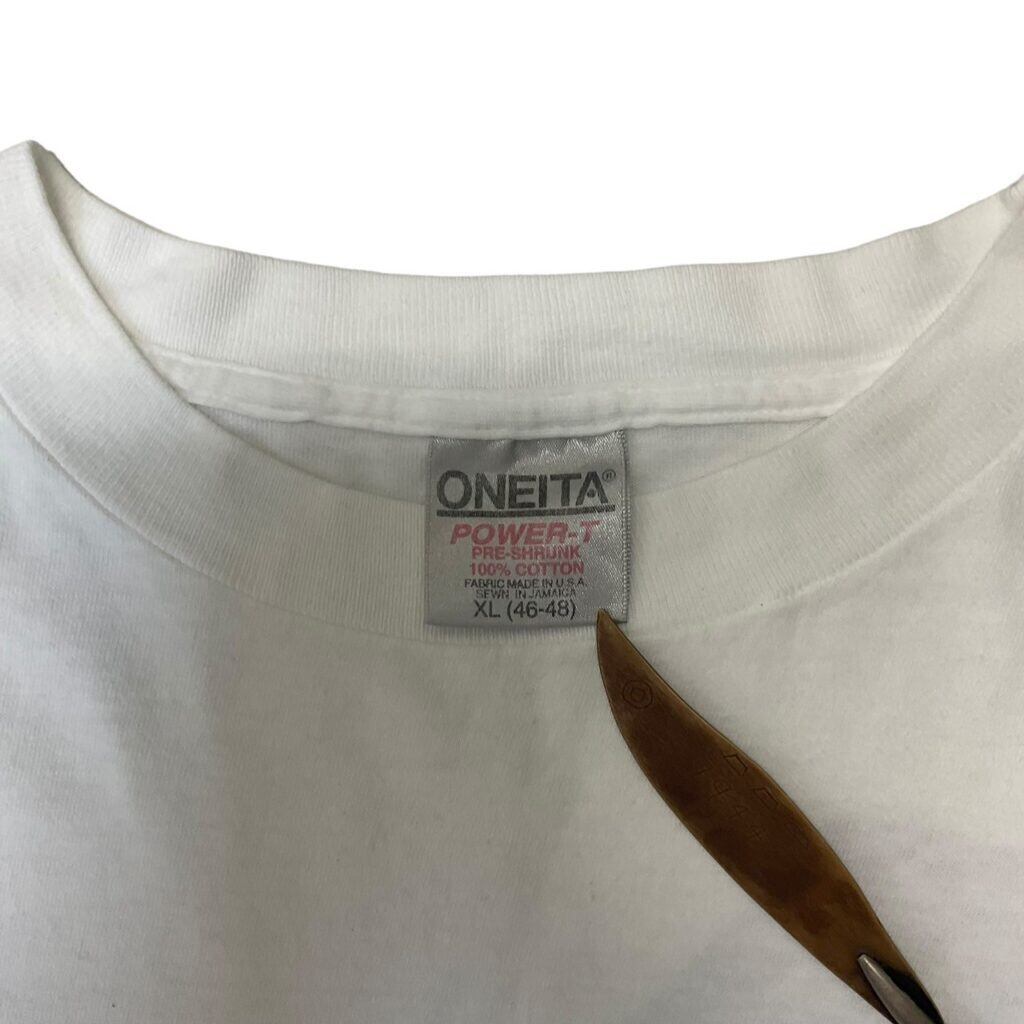 ONEITA®
POWER-T
PRE-SHRUNK
100% COTTON
FABRIC MADE IN U.S.A.
SEWN IN JAMAICA
XL (46-48)